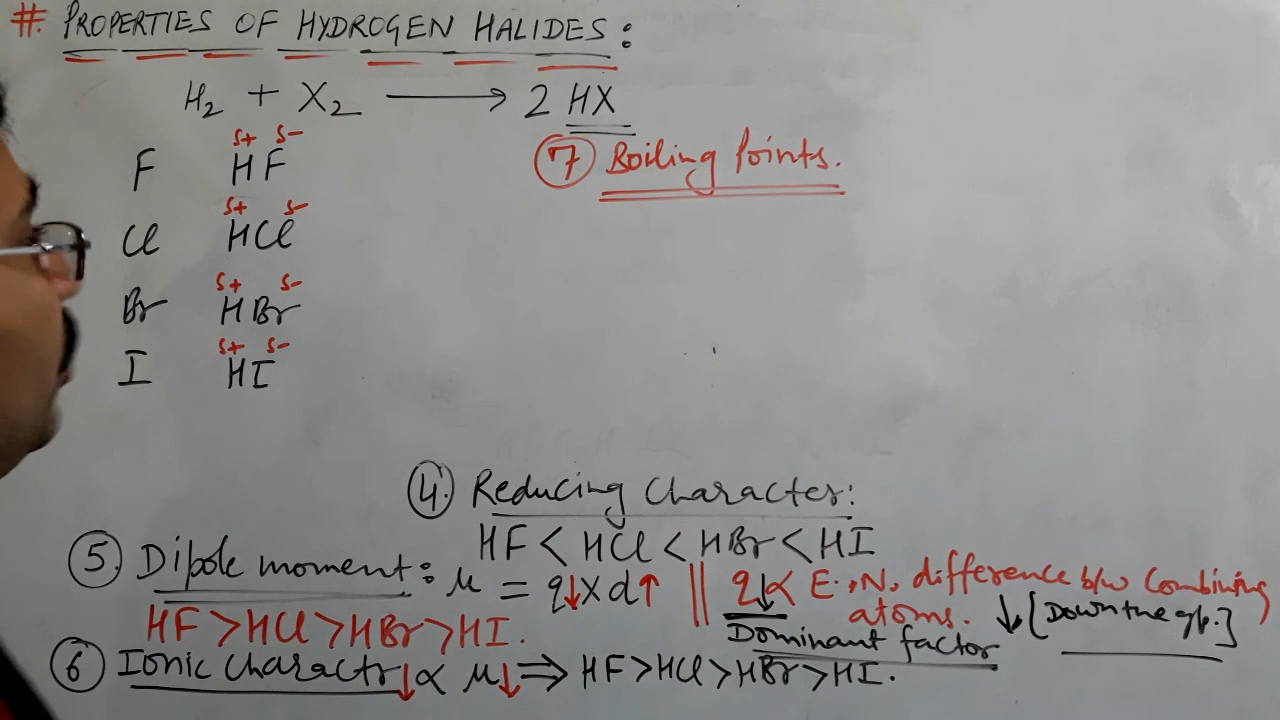 # PROPERTIES OF HYDROGEN HALIDES :
H₂ + X₂ ⟶ 2 HX
⑦ Boiling Points.
δ+ δ-
F HF
δ+ δ-
Cl HCl
δ+ δ-
Br HBr
δ+ δ-
I HI
④ Reducing Character:
HF < HCl < HBr < HI
⑤ Dipole moment : μ = q↓ x d↑ || q↓ ∝ E.N. difference b/w Combining
atoms. ↓ [Down the gp.]
Dominant factor
HF > HCl > HBr > HI.
⑥ Ionic Charactr↓ ∝ μ↓ ⇒ HF > HCl > HBr > HI.